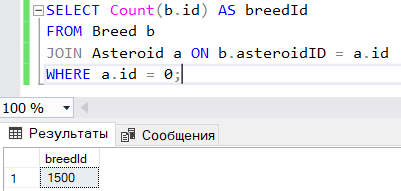 SELECT Count(b.id) AS breedId
FROM Breed b
JOIN Asteroid a ON b.asteroidID = a.id
WHERE a.id = 0;
100 %
Результаты Сообщения
breedId
1 1500